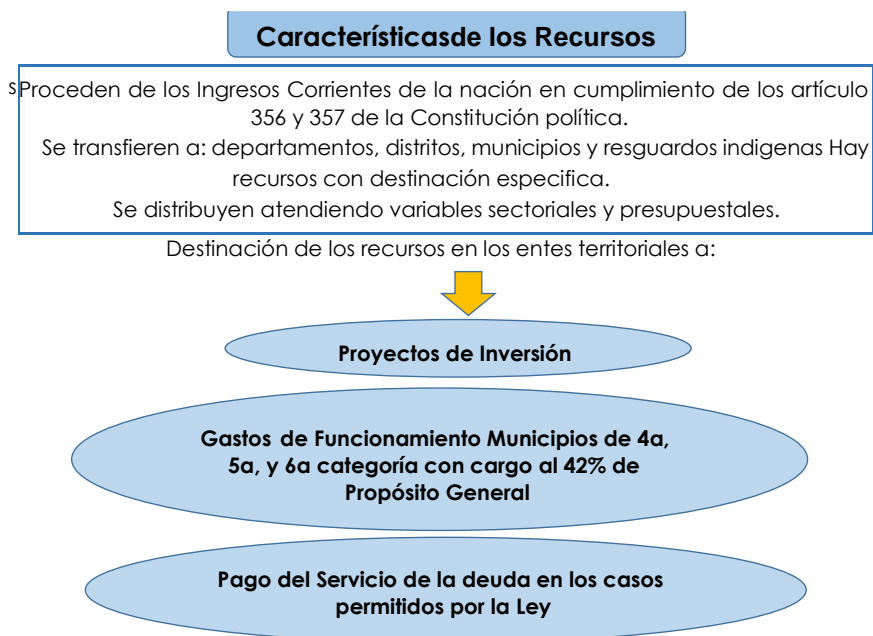 Característicasde los Recursos
sProceden de los Ingresos Corrientes de la nación en cumplimiento de los artículo
356 y 357 de la Constitución política.
Se transfieren a: departamentos, distritos, municipios y resguardos indigenas Hay
recursos con destinación especifica.
Se distribuyen atendiendo variables sectoriales y presupuestales.
Destinación de los recursos en los entes territoriales a:
Proyectos de Inversión
Gastos de Funcionamiento Municipios de 4a,
5a, y 6a categoría con cargo al 42% de
Propósito General
Pago del Servicio de la deuda en los casos
permitidos por la Ley